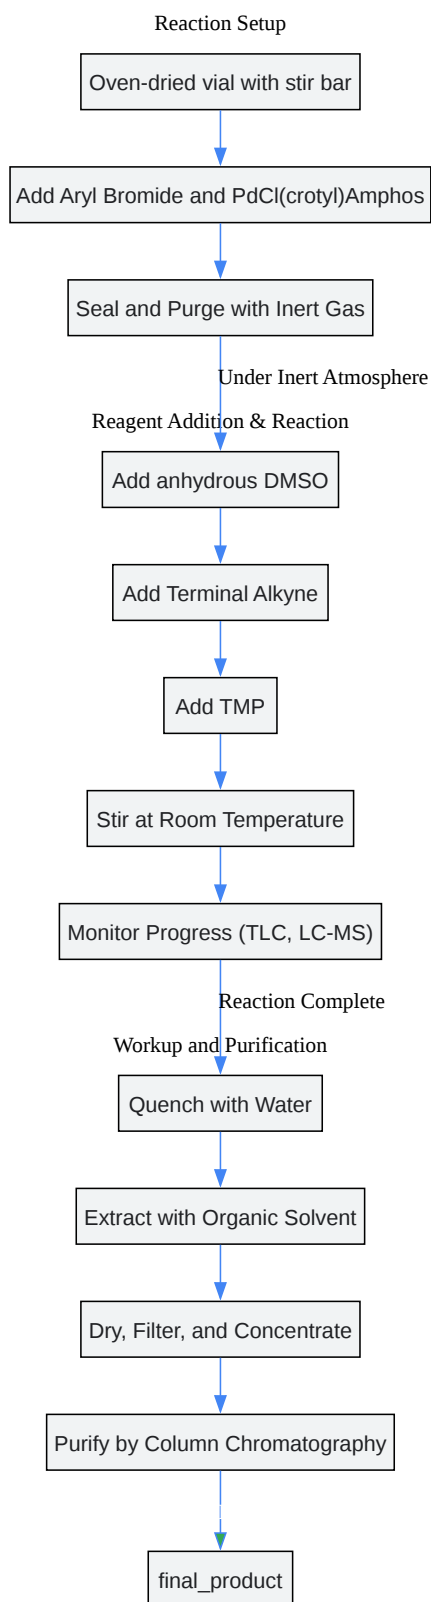 Reaction Setup
Oven-dried vial with stir bar
Add Aryl Bromide and PdCl(crotyl)Amphos
Seal and Purge with Inert Gas
Under Inert Atmosphere
Reagent Addition & Reaction
Add anhydrous DMSO
Add Terminal Alkyne
Add TMP
Stir at Room Temperature
Monitor Progress (TLC, LC-MS)
Reaction Complete
Workup and Purification
Quench with Water
Extract with Organic Solvent
Dry, Filter, and Concentrate
Purify by Column Chromatography
final_product